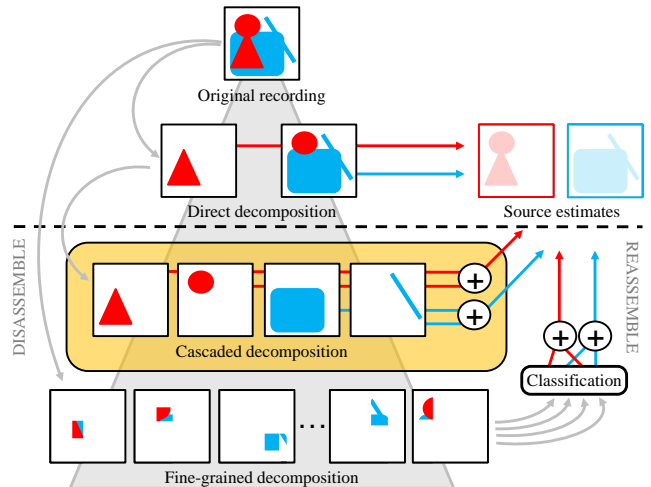 Original recording
Direct decomposition
Source estimates
DISASSEMBLE
REASSEMBLE
+
+
Cascaded decomposition
+ +
Classification
...
Fine-grained decomposition